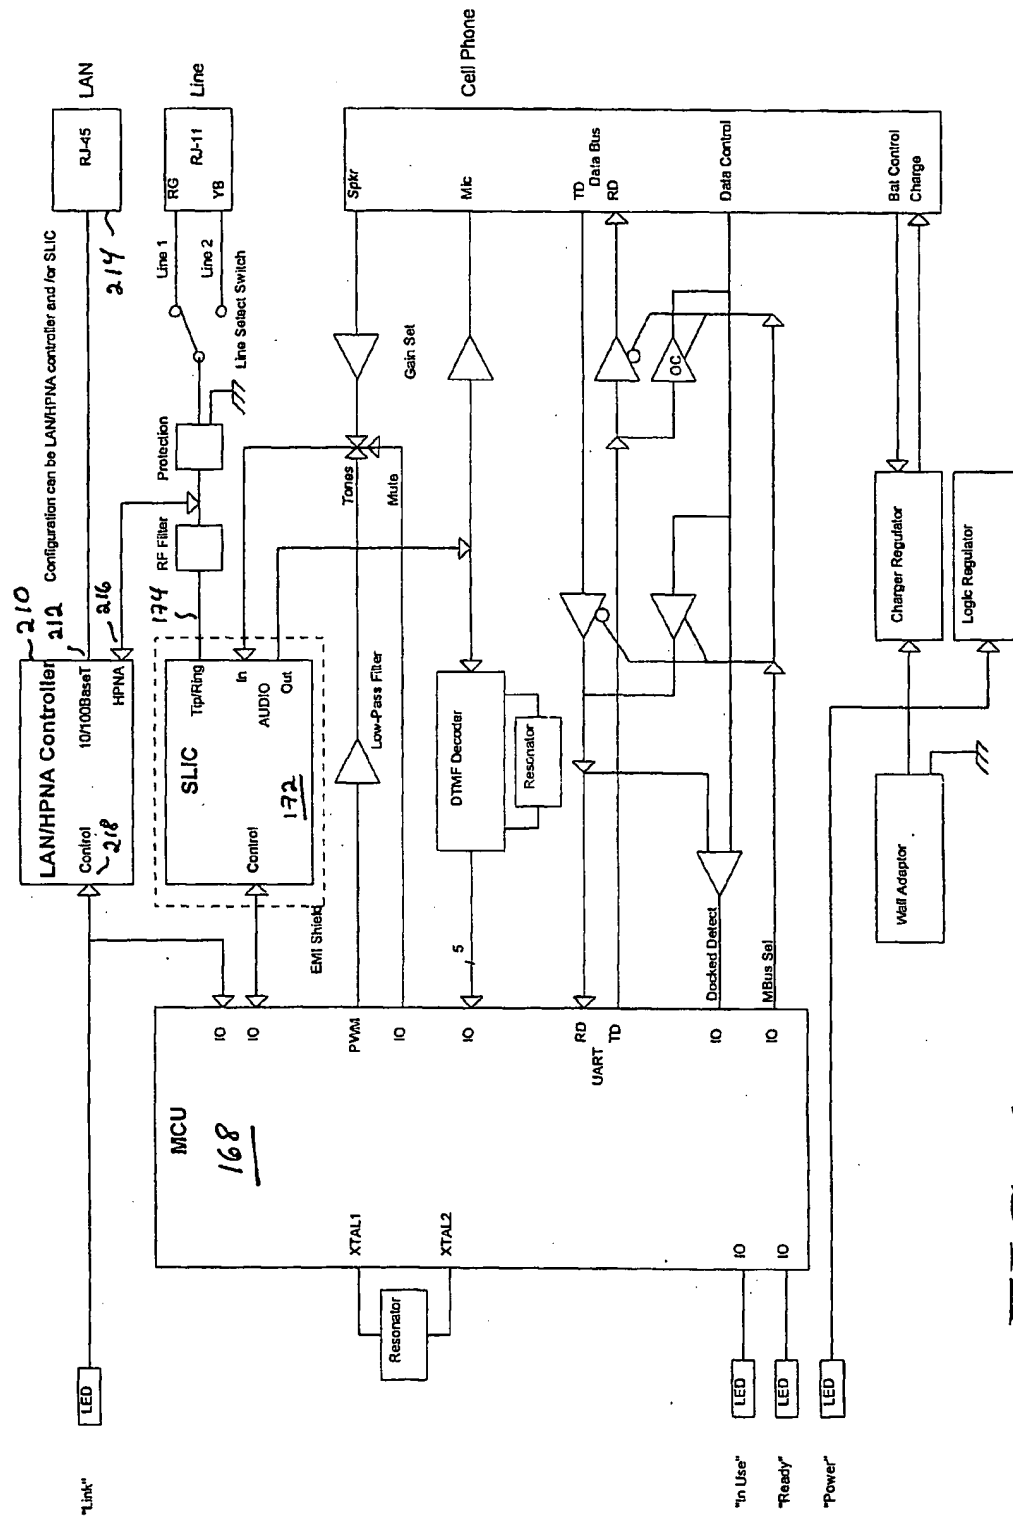 "Link"
LED
LAN/HPNA Controller
Control
218
10/100BaseT
HPNA
210
212
216
Configuration can be LAN/HPNA controller and /or SLIC
214
RJ-45
LAN
174
SLIC
Control
172
Tip/Ring
In
AUDIO
Out
EMI Shield
RF Filter
Protection
Line Select Switch
Line 1
Line 2
RG
YB
RJ-11
Line
MCU
168
XTAL1
XTAL2
Resonator
IO
IO
PWM
IO
IO
RD
UART
TD
IO
IO
IO
IO
Low-Pass Filter
Tones
Mute
Gain Set
5
DTMF Decoder
Resonator
Docked Detect
MBus Sel
OC
Spkr
Mic
TD
Data Bus
RD
Data Control
Bat Control
Charge
Cell Phone
"In Use"
LED
"Ready"
LED
"Power"
LED
Wall Adaptor
Charger Regulator
Logic Regulator